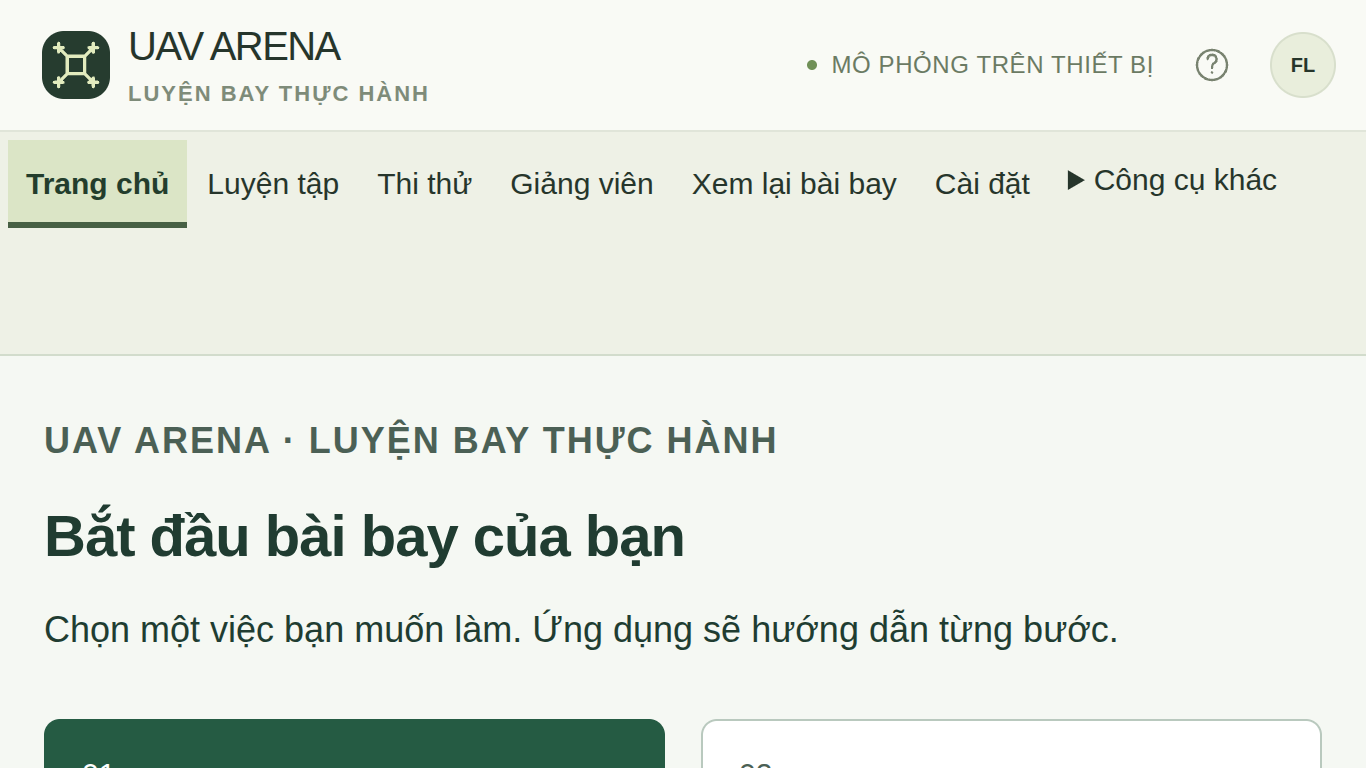 UAV ARENA
LUYỆN BAY THỰC HÀNH
MÔ PHỎNG TRÊN THIẾT BỊ
FL
Trang chủ Luyện tập Thi thử Giảng viên Xem lại bài bay Cài đặt Công cụ khác
UAV ARENA · LUYỆN BAY THỰC HÀNH
Bắt đầu bài bay của bạn
Chọn một việc bạn muốn làm. Ứng dụng sẽ hướng dẫn từng bước.